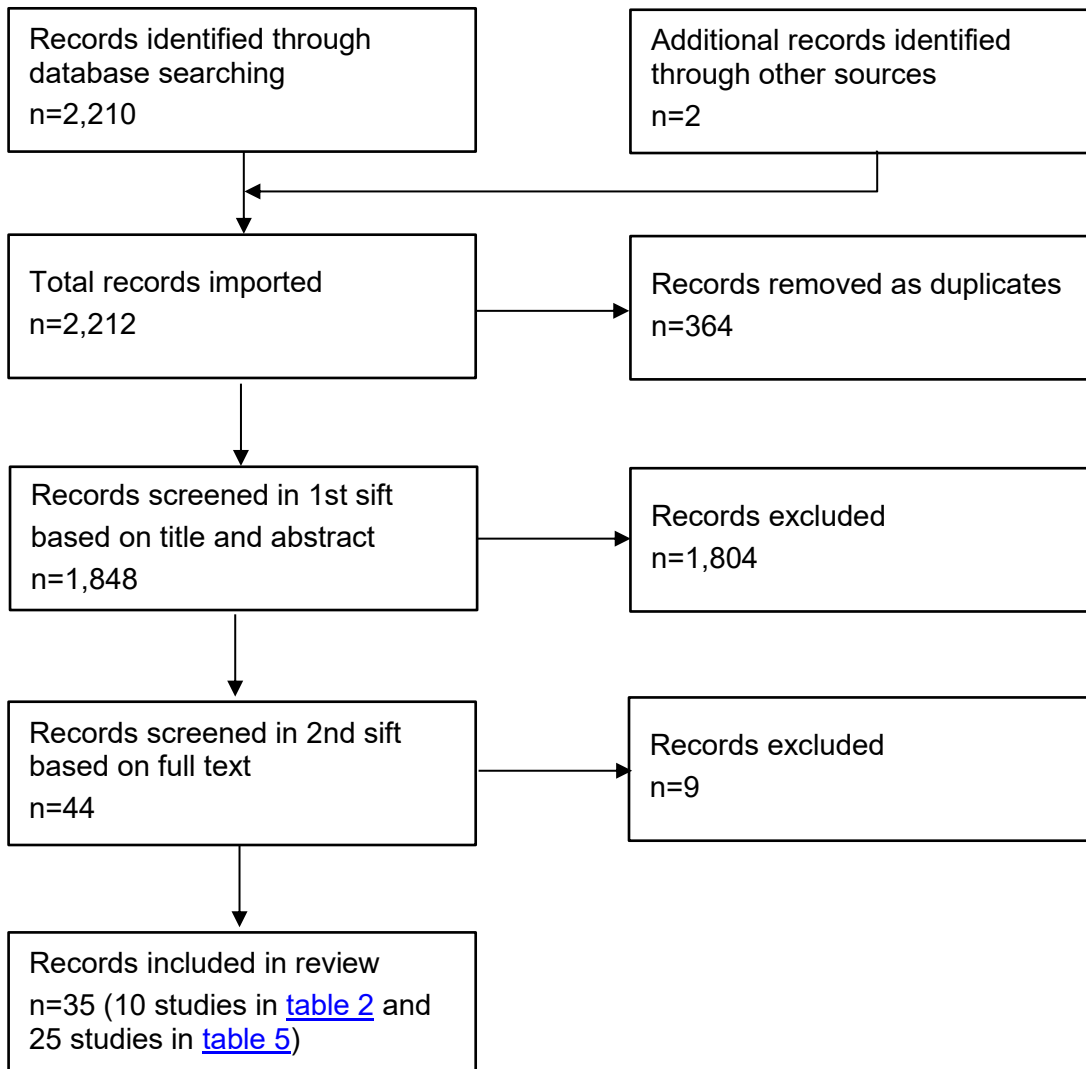 Records identified through
database searching
n=2,210
Additional records identified
through other sources
n=2
Total records imported
n=2,212
Records removed as duplicates
n=364
Records screened in 1st sift
based on title and abstract
n=1,848
Records excluded
n=1,804
Records screened in 2nd sift
based on full text
n=44
Records excluded
n=9
Records included in review
n=35 (10 studies in table 2 and
25 studies in table 5)